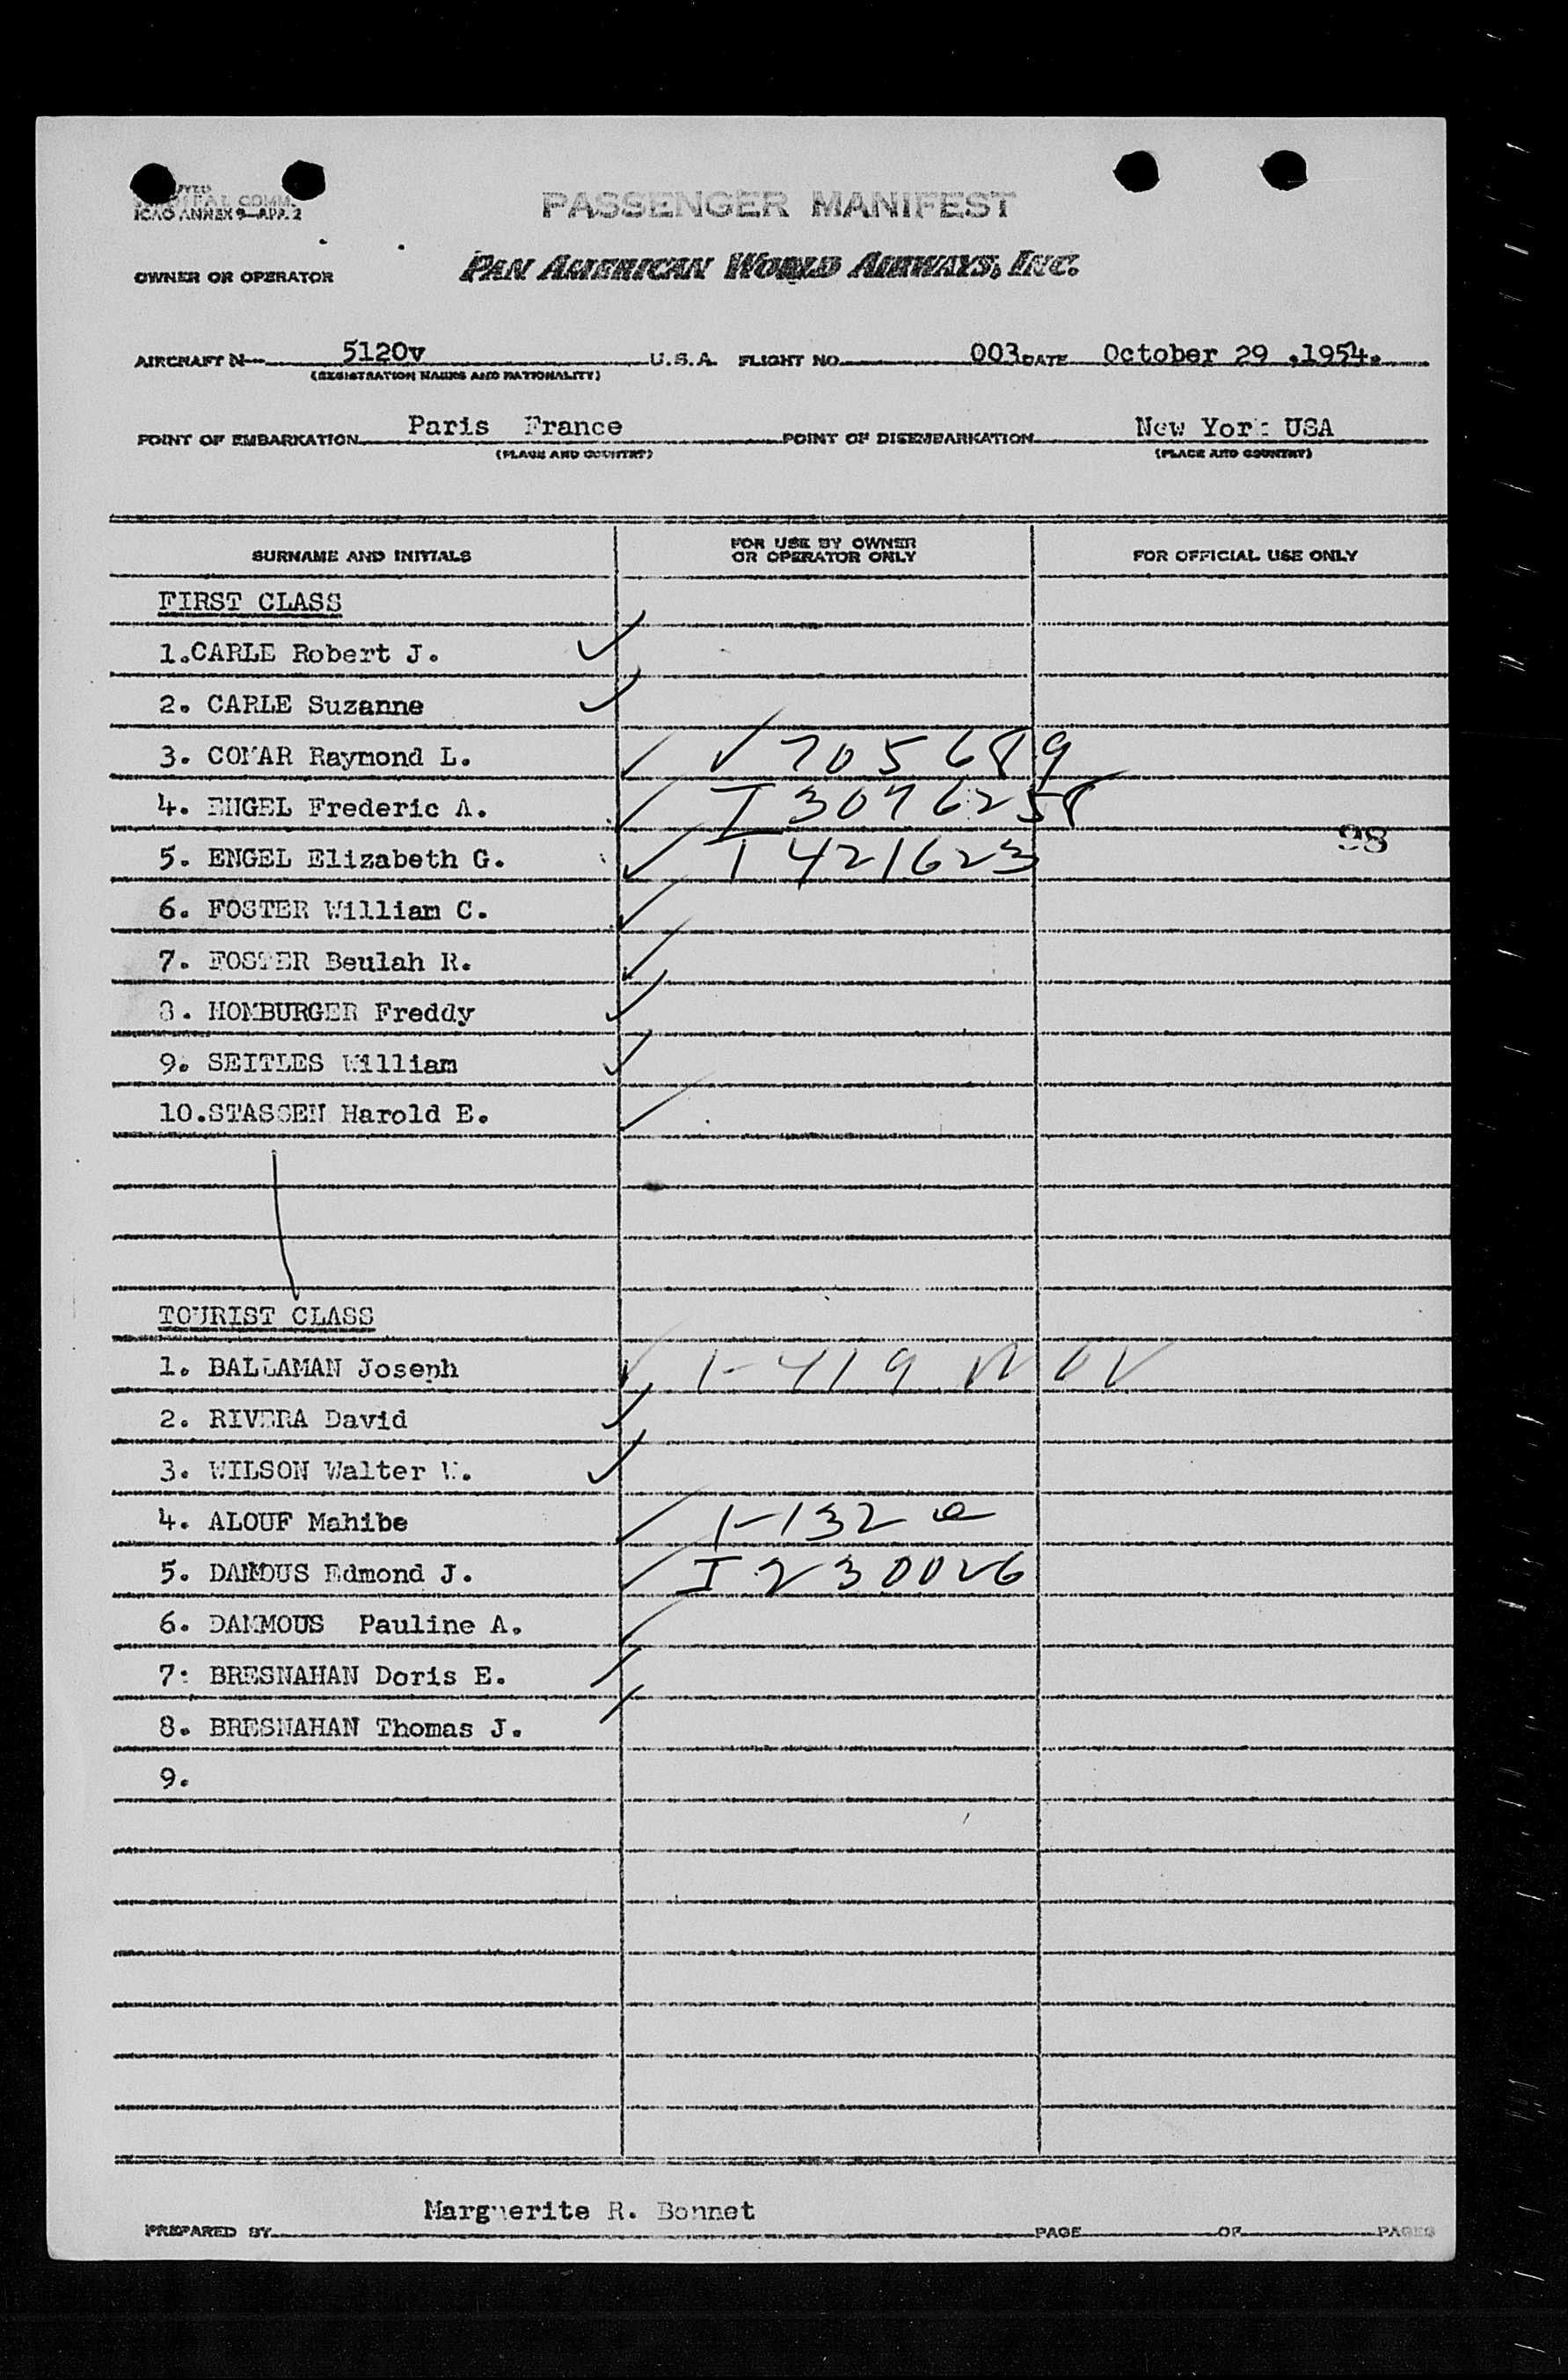 ICAO ANNEX 9—APP. 2
PASSENGER MANIFEST
OWNER OR OPERATOR PAN AMERICAN WORLD AIRWAYS, INC.
AIRCRAFT N 5120v U.S.A. FLIGHT NO 003 DATE October 29 ,1954.
(REGISTRATION MARKS AND NATIONALITY)
POINT OF EMBARKATION Paris France POINT OF DISEMBARKATION New York USA
(PLACE AND COUNTRY) (PLACE AND COUNTRY)
SURNAME AND INITIALS FOR USE BY OWNER OR OPERATOR ONLY FOR OFFICIAL USE ONLY
FIRST CLASS
1.CARLE Robert J. ✓
2. CARLE Suzanne ✓
3. COMAR Raymond L. ✓ V 705689
4. ENGEL Frederic A. ✓ I 3076258
98
5. ENGEL Elizabeth G. ✓ I 421623
6. FOSTER William C. ✓
7. FOSTER Beulah R. ✓
8. HOMBURGER Freddy ✓
9. SEITLES William ✓
10.STASSEN Harold E. ✓
TOURIST CLASS
1. BALLAMAN Joseph ✓ 1-419
2. RIVERA David ✓
3. WILSON Walter W. ✓
4. ALOUF Mahibe ✓ 1-132
5. DAMMOUS Edmond J. ✓ I 230026
6. DAMMOUS Pauline A. ✓
7: BRESNAHAN Doris E. ✓
8. BRESNAHAN Thomas J. ✓
9.
Marguerite R. Bonnet
PREPARED BY PAGE OF PAGES